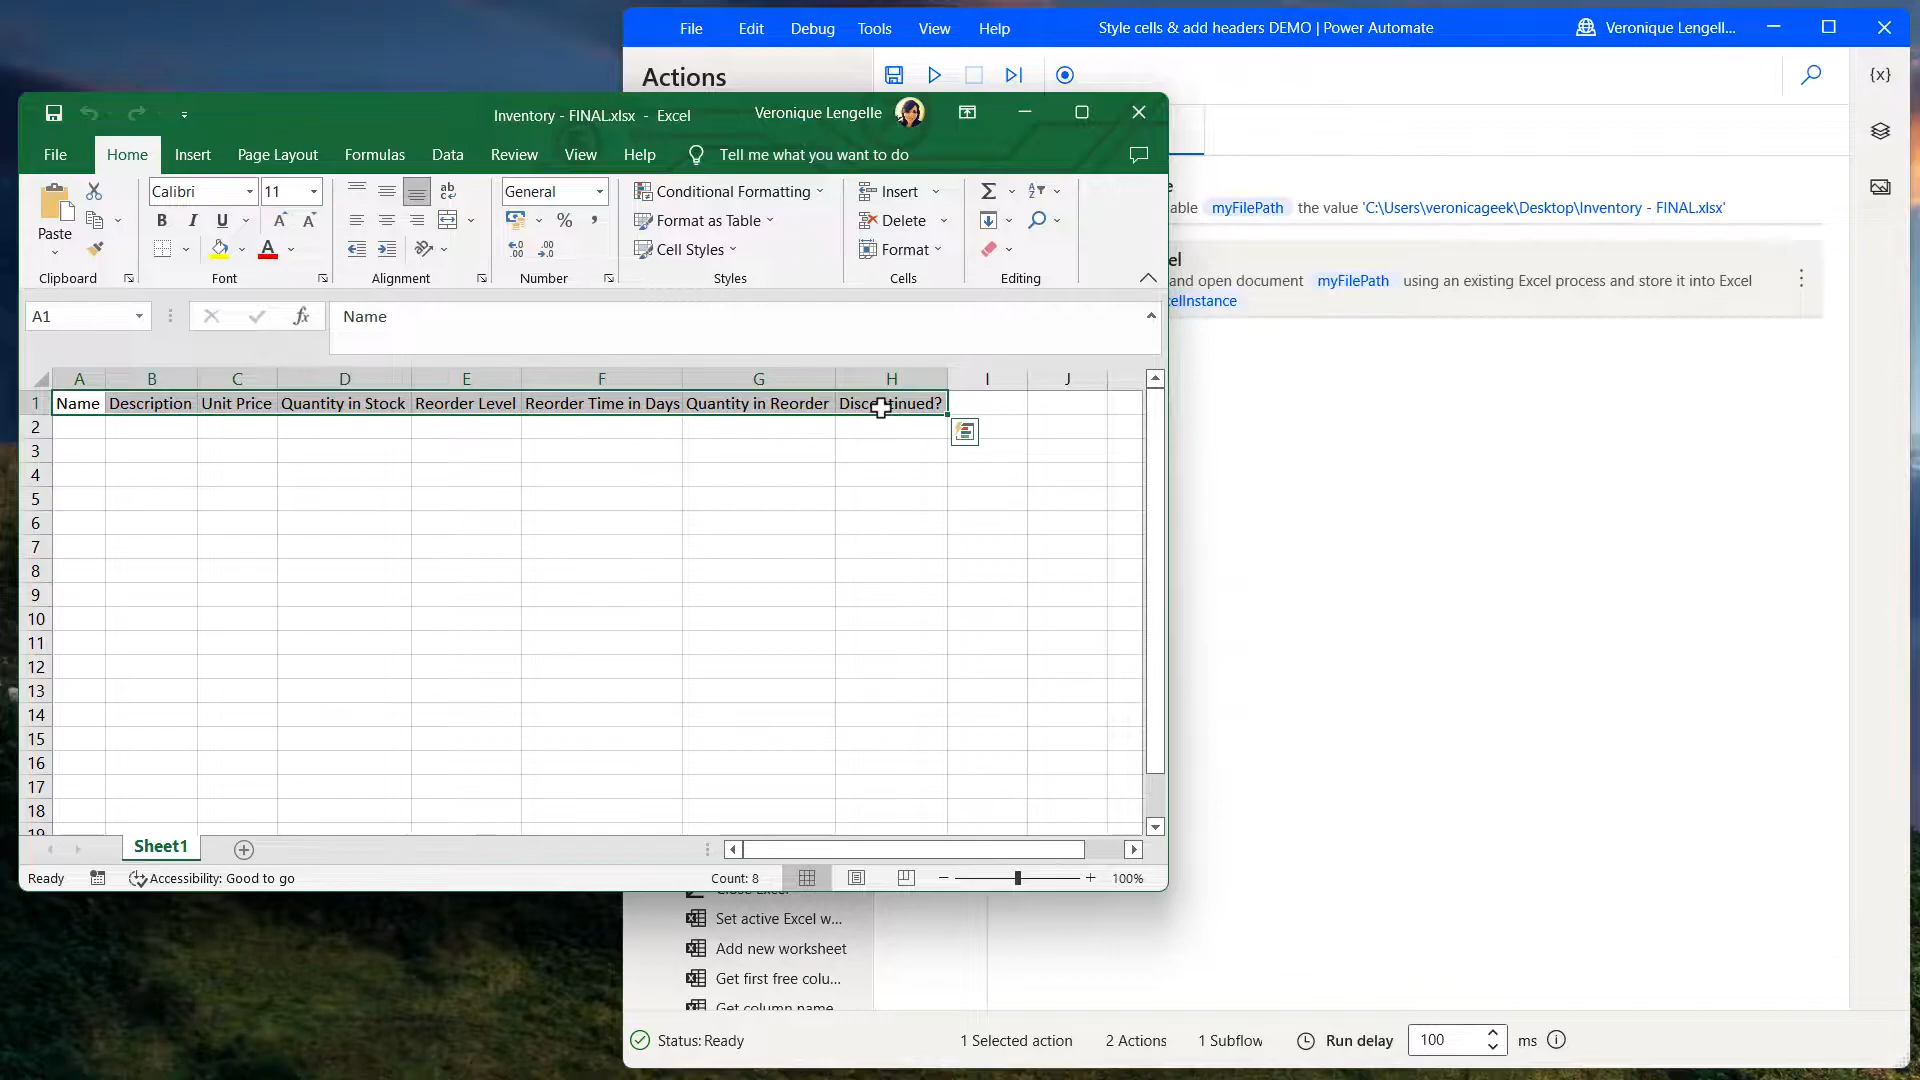 File Edit Debug Tools View Help Style cells & add headers DEMO | Power Automate Veronique Lengell...
Actions
{x}
Inventory - FINAL.xlsx - Excel Veronique Lengelle
File Home Insert Page Layout Formulas Data Review View Help Tell me what you want to do
Paste
Calibri 11
B I U
A A
A
ab
General
% ,
Conditional Formatting
Format as Table
Cell Styles
Insert
Delete
Format
Clipboard Font Alignment Number Styles Cells Editing
myFilePath the value 'C:\Users\veronicageek\Desktop\Inventory - FINAL.xlsx'
and open document myFilePath using an existing Excel process and store it into Excel
A1 fx Name
A B C D E F G H I J
1 Name Description Unit Price Quantity in Stock Reorder Level Reorder Time in Days Quantity in Reorder Discontinued?
2
3
4
5
6
7
8
9
10
11
12
13
14
15
16
17
18
19
Sheet1
Ready Accessibility: Good to go Count: 8 100%
Close Excel
Set active Excel w...
Add new worksheet
Get first free colu...
Get column name
Status: Ready 1 Selected action 2 Actions 1 Subflow Run delay 100 ms